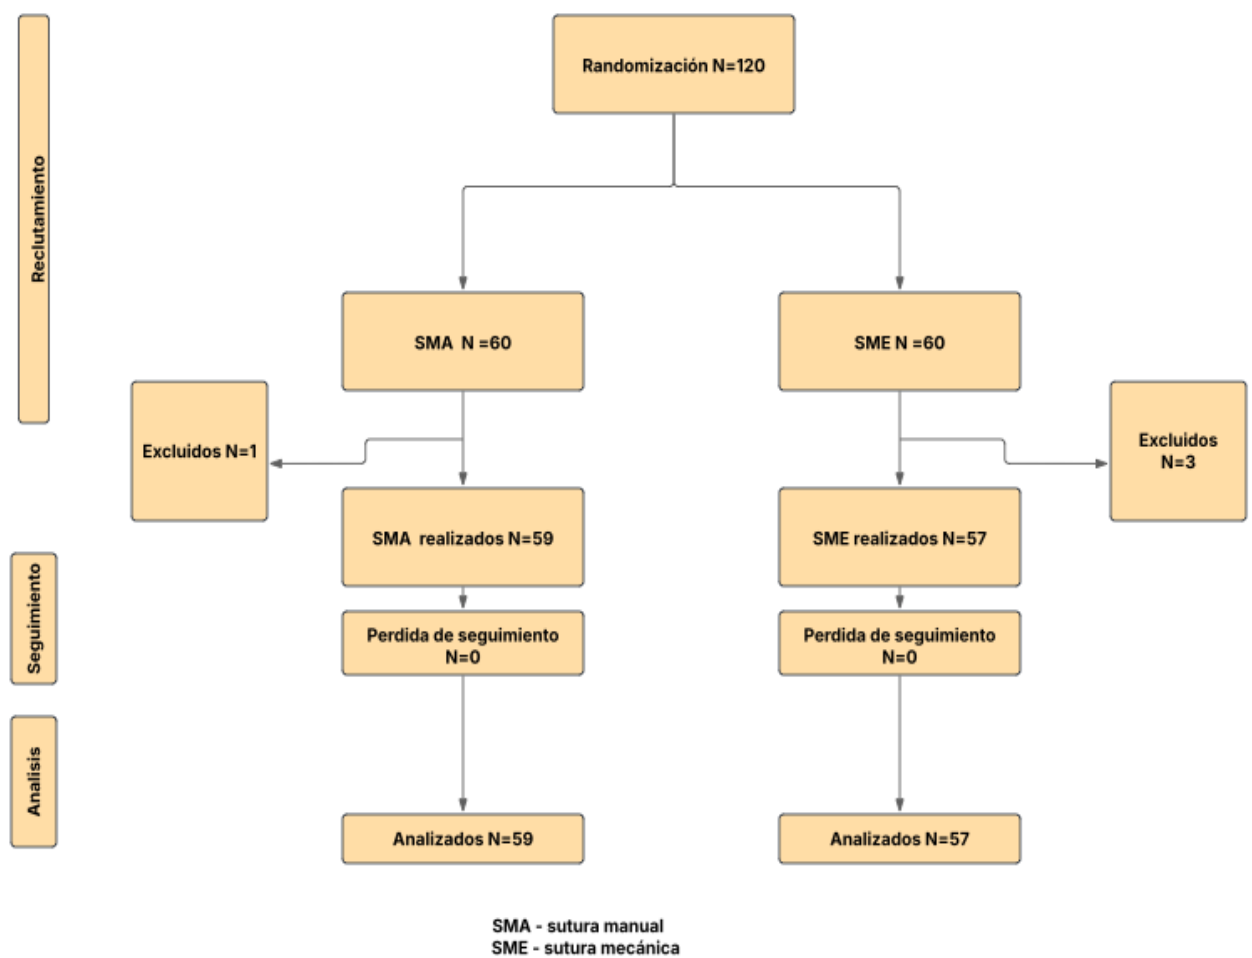 Randomización N=120
Reclutamiento
SMA  N =60
SME N =60
Excluidos N=1
Excluidos
N=3
SMA  realizados N=59
SME realizados N=57
Seguimiento
Perdida de seguimiento
N=0
Perdida de seguimiento
N=0
Analisis
Analizados N=59
Analizados N=57
SMA - sutura manual
SME - sutura mecánica